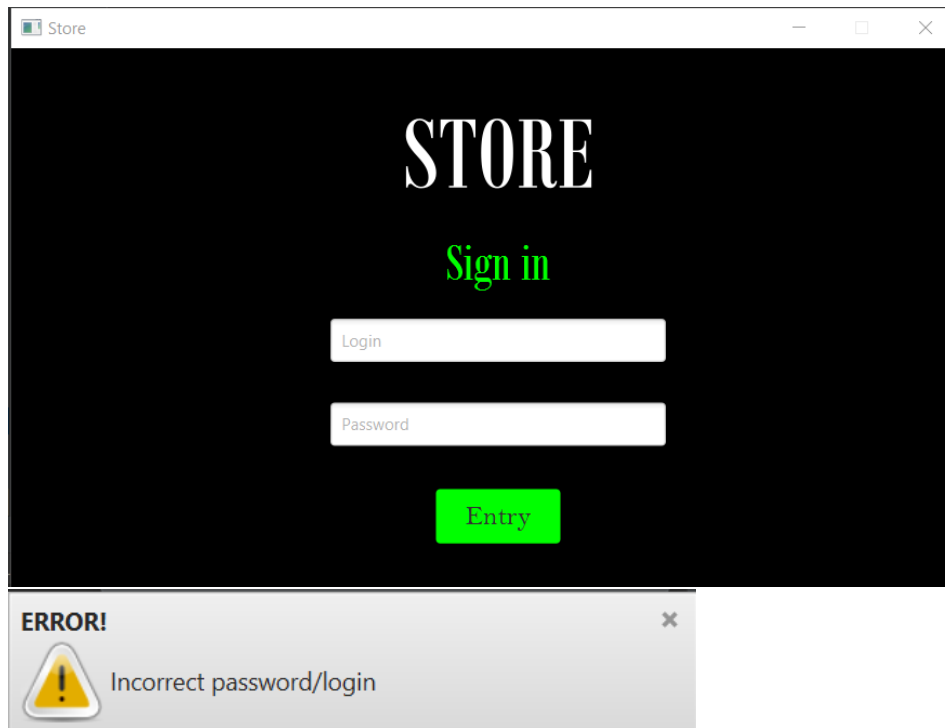 Store
STORE
Sign in
Login
Password
Entry
ERROR!
Incorrect password/login